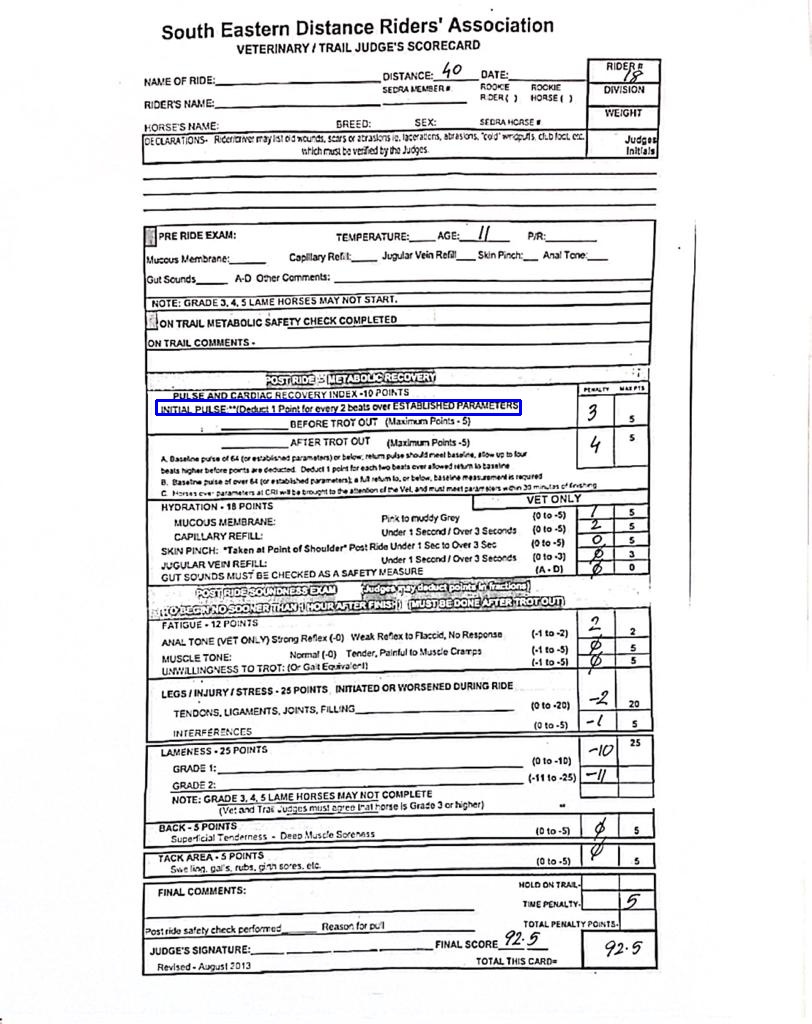 South Eastern Distance Riders' Association
VETERINARY / TRAIL JUDGE'S SCORECARD
NAME OF RIDE: DISTANCE: 40 DATE: RIDER# 18
SEDRA MEMBER# ROOKIE RIDER ( ) ROOKIE HORSE ( ) DIVISION
RIDER'S NAME:
WEIGHT
HORSE'S NAME: BREED: SEX: SEDRA HORSE #
DECLARATIONS- Rider/driver may list old wounds, scars or abrasions ie. lacerations, abrasions, "cold" windpuffs, club foot, etc. Judges
which must be verified by the Judges. Initials
PRE RIDE EXAM: TEMPERATURE: AGE: 11 P/R:
Mucous Membrane: Capillary Refill: Jugular Vein Refill Skin Pinch: Anal Tone:
Gut Sounds A-D Other Comments:
NOTE: GRADE 3, 4, 5 LAME HORSES MAY NOT START.
ON TRAIL METABOLIC SAFETY CHECK COMPLETED
ON TRAIL COMMENTS -
POST RIDE - METABOLIC RECOVERY
PULSE AND CARDIAC RECOVERY INDEX -10 POINTS PENALTY MAX PTS
INITIAL PULSE:**(Deduct 1 Point for every 2 beats over ESTABLISHED PARAMETERS
BEFORE TROT OUT (Maximum Points - 5) 3 5
AFTER TROT OUT (Maximum Points -5) 4 5
A. Baseline pulse of 64 (or established parameters) or below, return pulse should meet baseline, allow up to four
beats higher before points are deducted. Deduct 1 point for each two beats over allowed return to baseline
B. Baseline pulse of over 64 (or established parameters); a full return to, or below, baseline measurement is required
C. Horses over parameters at CRI will be brought to the attention of the Vet, and must meet parameters within 30 minutes of finishing
HYDRATION - 18 POINTS VET ONLY
MUCOUS MEMBRANE: Pink to muddy Grey (0 to -5) 1 5
CAPILLARY REFILL: Under 1 Second / Over 3 Seconds (0 to -5) 2 5
SKIN PINCH: *Taken at Point of Shoulder* Post Ride Under 1 Sec to Over 3 Sec (0 to -5) 0 5
JUGULAR VEIN REFILL: Under 1 Second / Over 3 Seconds (0 to -3) ∅ 3
GUT SOUNDS MUST BE CHECKED AS A SAFETY MEASURE (A - D) ∅ 0
POST RIDE SOUNDNESS EXAM (Judges may deduct points in fractions)
(TO BEGIN NO SOONER THAN 1 HOUR AFTER FINISH) (MUST BE DONE AFTER TROT OUT)
FATIGUE - 12 POINTS
ANAL TONE (VET ONLY) Strong Reflex (-0) Weak Reflex to Flaccid, No Response (-1 to -2) 2 2
MUSCLE TONE: Normal (-0) Tender, Painful to Muscle Cramps (-1 to -5) ∅ 5
UNWILLINGNESS TO TROT: (Or Gait Equivalent) (-1 to -5) ∅ 5
LEGS / INJURY / STRESS - 25 POINTS INITIATED OR WORSENED DURING RIDE
TENDONS, LIGAMENTS, JOINTS, FILLING (0 to -20) -2 20
INTERFERENCES (0 to -5) -1 5
LAMENESS - 25 POINTS 25
GRADE 1: (0 to -10) -10
GRADE 2: (-11 to -25) -11
NOTE: GRADE 3, 4, 5 LAME HORSES MAY NOT COMPLETE
(Vet and Trail Judges must agree that horse is Grade 3 or higher)
BACK - 5 POINTS
Superficial Tenderness - Deep Muscle Soreness (0 to -5) ∅ 5
TACK AREA - 5 POINTS
Swelling, galls, rubs, girth sores, etc. (0 to -5) ∅ 5
FINAL COMMENTS: HOLD ON TRAIL-
TIME PENALTY- 5
Post ride safety check performed Reason for pull TOTAL PENALTY POINTS-
JUDGE'S SIGNATURE: FINAL SCORE 92.5 92.5
Revised - August 2013 TOTAL THIS CARD=